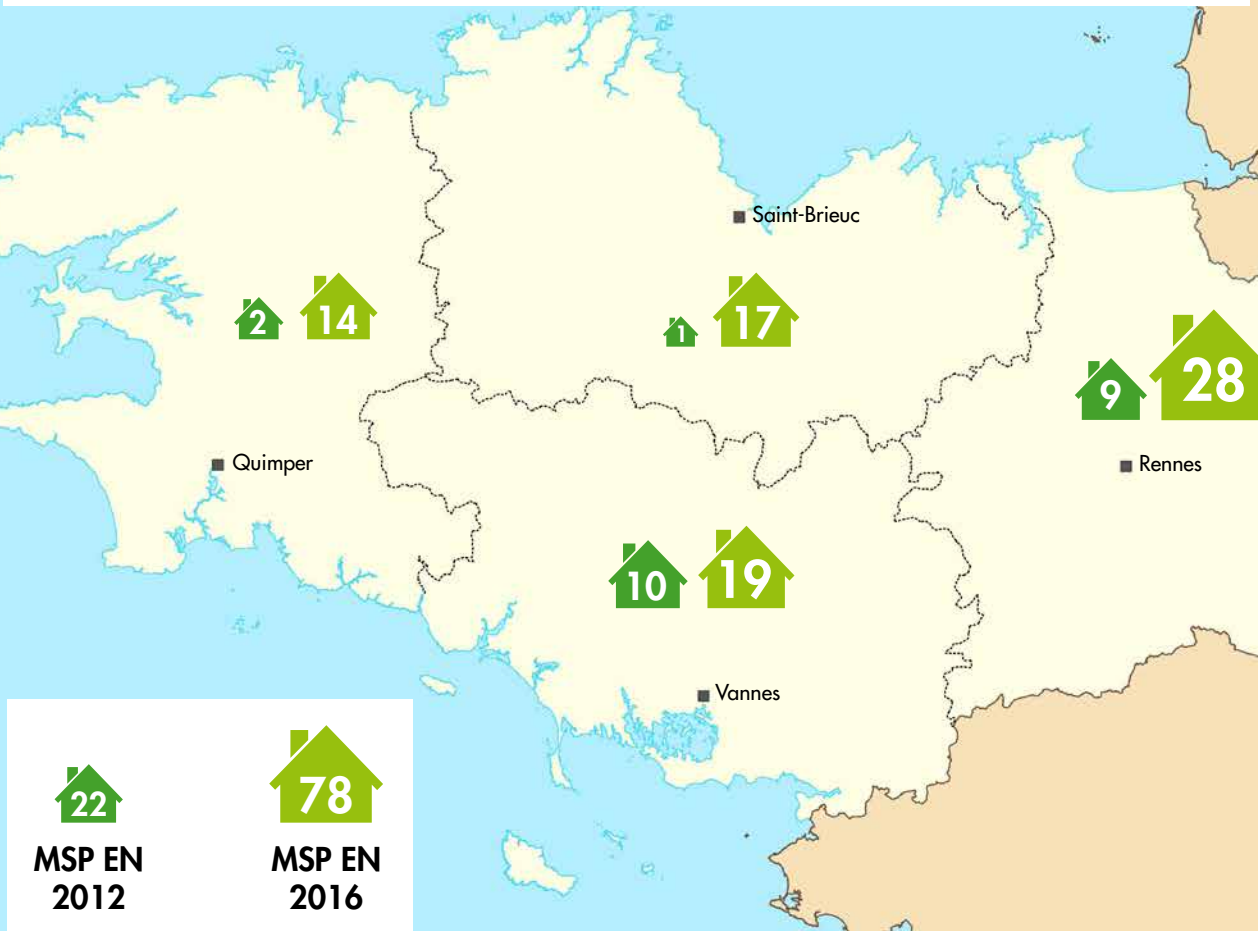 Saint-Brieuc
2
14
1
17
9
28
Quimper
Rennes
10
19
Vannes
22
78
MSP EN
2012
MSP EN
2016